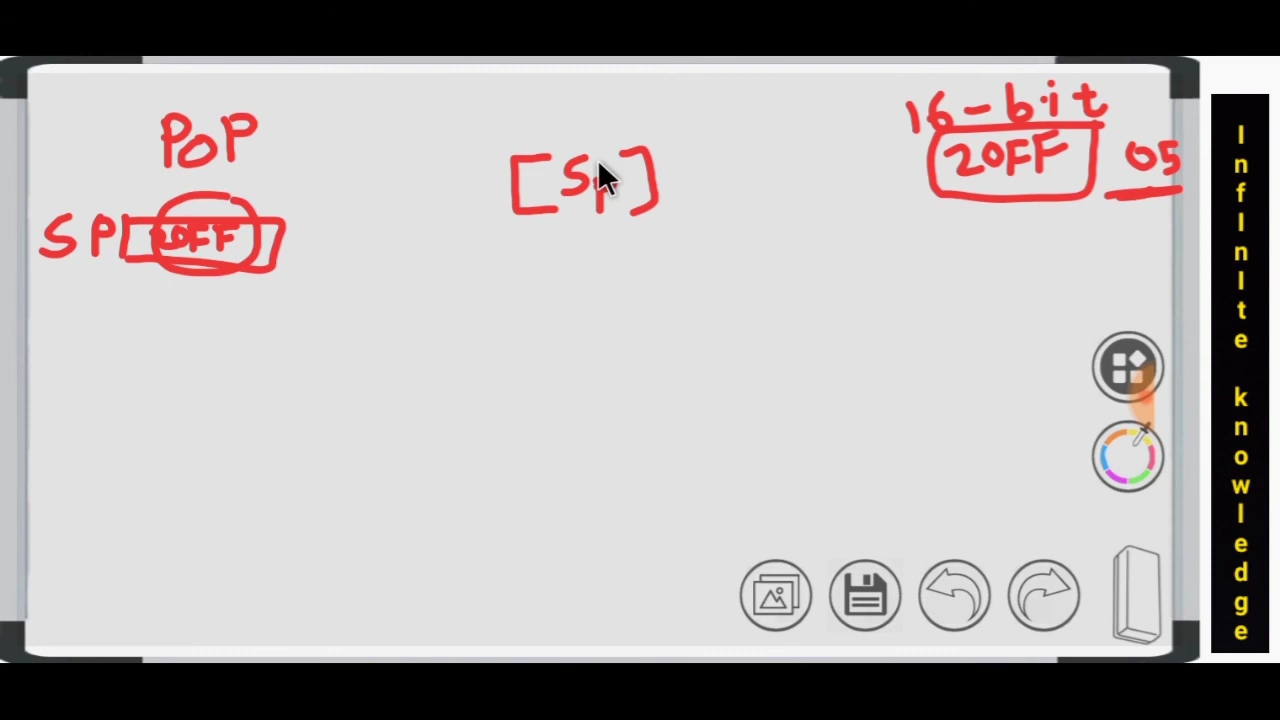 16-bit
POP
[SP]
20FF 05
SP 20FF
InfInIte knowledge